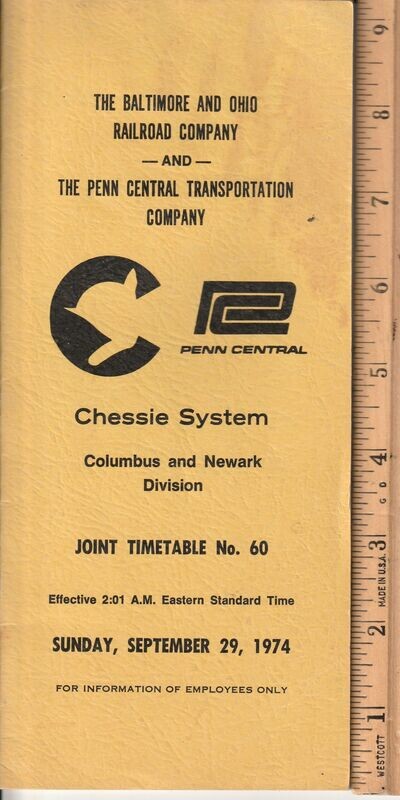 THE BALTIMORE AND OHIO
RAILROAD COMPANY
— AND —
THE PENN CENTRAL TRANSPORTATION
COMPANY
PENN CENTRAL
Chessie System
Columbus and Newark
Division
JOINT TIMETABLE No. 60
Effective 2:01 A.M. Eastern Standard Time
SUNDAY, SEPTEMBER 29, 1974
FOR INFORMATION OF EMPLOYEES ONLY
WESTCOTT
MADE IN U.S.A.
1
2
3
4
5
6
7
8
9